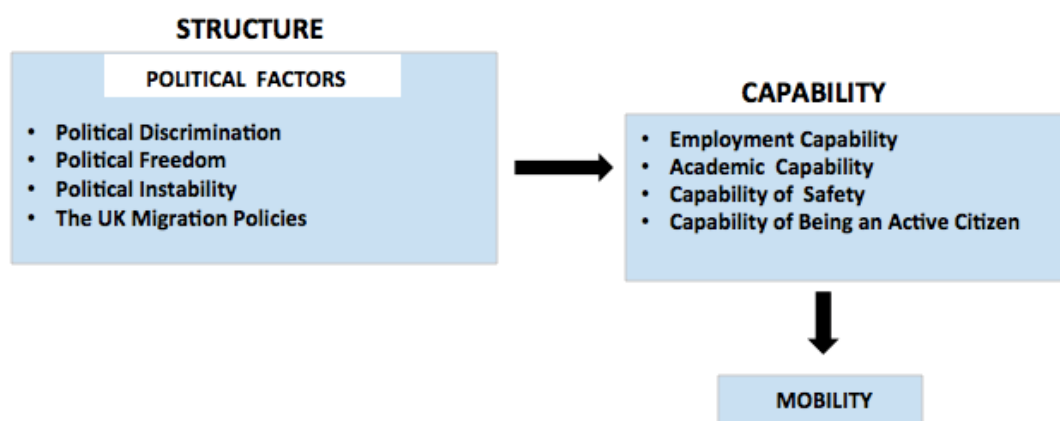 STRUCTURE
POLITICAL FACTORS
• Political Discrimination
• Political Freedom
• Political Instability
• The UK Migration Policies
CAPABILITY
• Employment Capability
• Academic Capability
• Capability of Safety
• Capability of Being an Active Citizen
MOBILITY